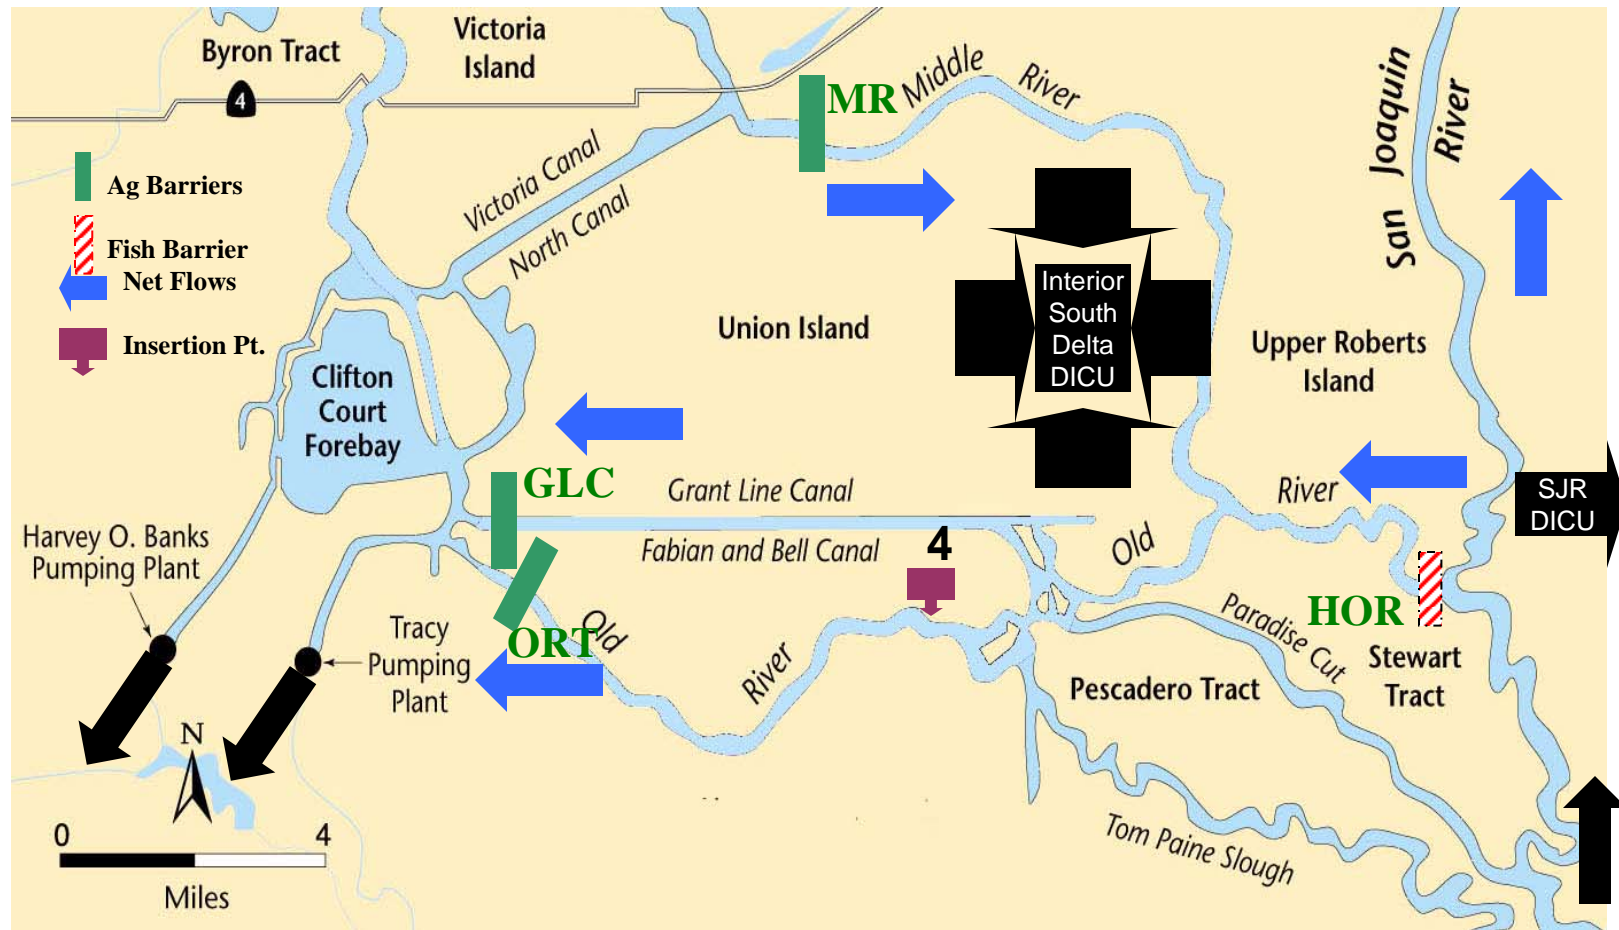 Byron Tract
Victoria
Island
4
MR
Middle
River
San Joaquin
River
Ag Barriers
Fish Barrier
Net Flows
Insertion Pt.
Victoria Canal
North Canal
Union Island
Interior
South
Delta
DICU
Upper Roberts
Island
Clifton
Court
Forebay
GLC
Grant Line Canal
Fabian and Bell Canal
4
Old
River
SJR
DICU
Harvey O. Banks
Pumping Plant
Tracy
Pumping
Plant
ORT
Old
River
HOR
Paradise Cut
Stewart
Tract
Pescadero Tract
Tom Paine Slough
N
0 4
Miles